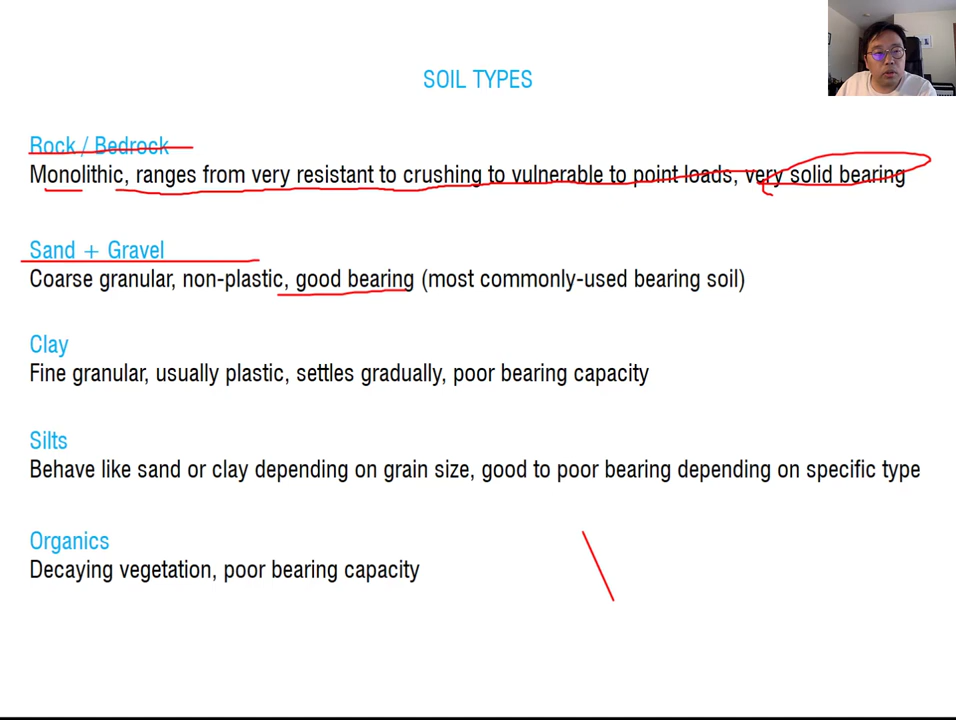 SOIL TYPES
Rock / Bedrock
Monolithic, ranges from very resistant to crushing to vulnerable to point loads, very solid bearing
Sand + Gravel
Coarse granular, non-plastic, good bearing (most commonly-used bearing soil)
Clay
Fine granular, usually plastic, settles gradually, poor bearing capacity
Silts
Behave like sand or clay depending on grain size, good to poor bearing depending on specific type
Organics
Decaying vegetation, poor bearing capacity